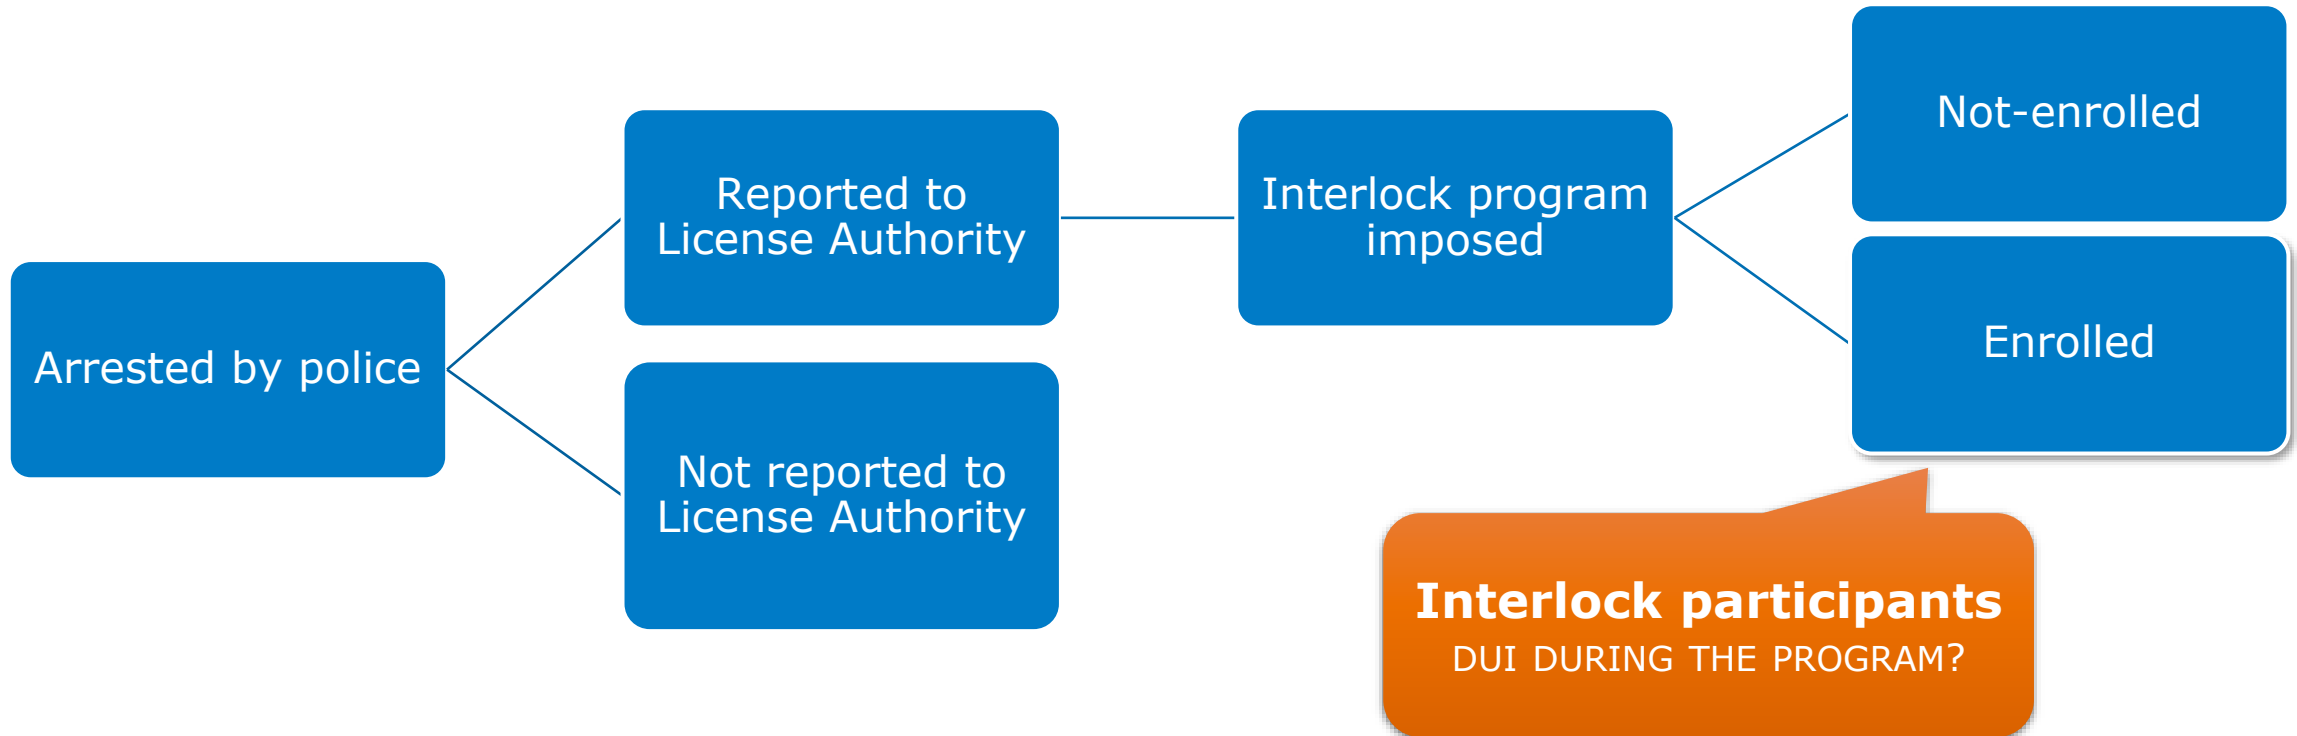 Arrested by police
Reported to
License Authority
Not reported to
License Authority
Interlock program
imposed
Not-enrolled
Enrolled
Interlock participants
DUI DURING THE PROGRAM?